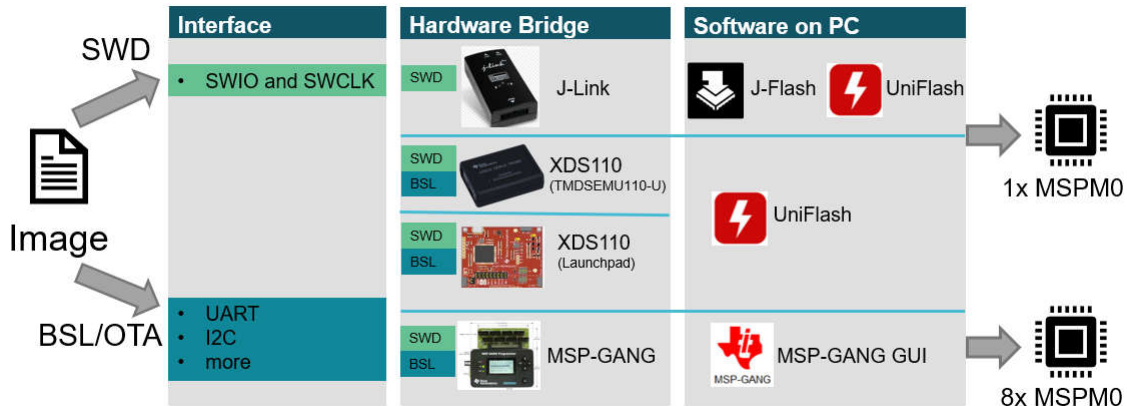 Interface
Hardware Bridge
Software on PC
SWD
• SWIO and SWCLK
SWD
J-Link
J-Flash
UniFlash
1x MSPM0
Image
SWD
BSL
XDS110
(TMDSEMU110-U)
UniFlash
SWD
BSL
XDS110
(Launchpad)
BSL/OTA
• UART
• I2C
• more
SWD
BSL
MSP-GANG
MSP-GANG
MSP-GANG GUI
8x MSPM0